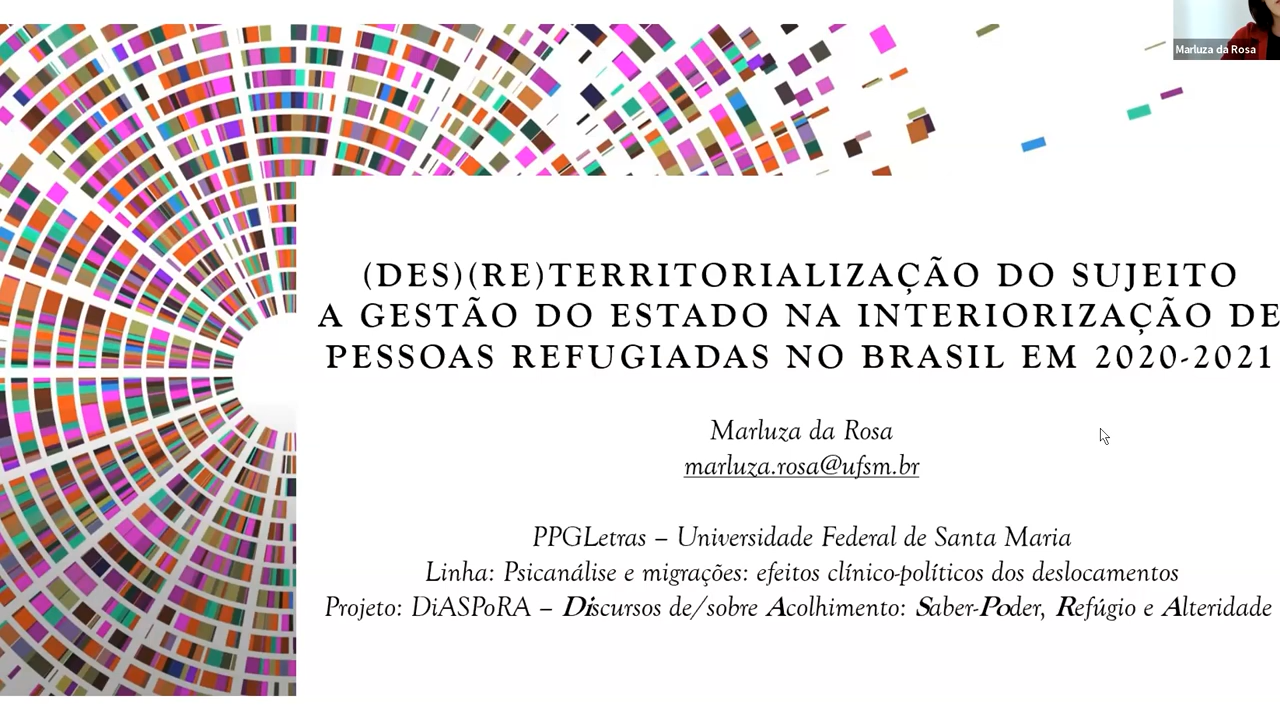 Marluza da Rosa
(DES)(RE)TERRITORIALIZAÇÃO DO SUJEITO
A GESTÃO DO ESTADO NA INTERIORIZAÇÃO DE
PESSOAS REFUGIADAS NO BRASIL EM 2020-2021
Marluza da Rosa
marluza.rosa@ufsm.br
PPGLetras – Universidade Federal de Santa Maria
Linha: Psicanálise e migrações: efeitos clínico-políticos dos deslocamentos
Projeto: DiASPoRA – Discursos de/sobre Acolhimento: Saber-Poder, Refúgio e Alteridade